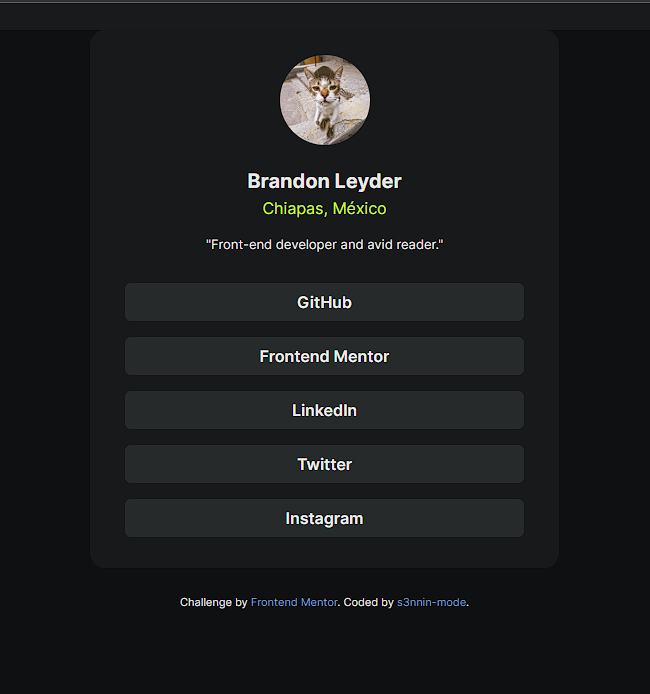 Brandon Leyder
Chiapas, México
"Front-end developer and avid reader."
GitHub
Frontend Mentor
LinkedIn
Twitter
Instagram
Challenge by Frontend Mentor. Coded by s3nnin-mode.